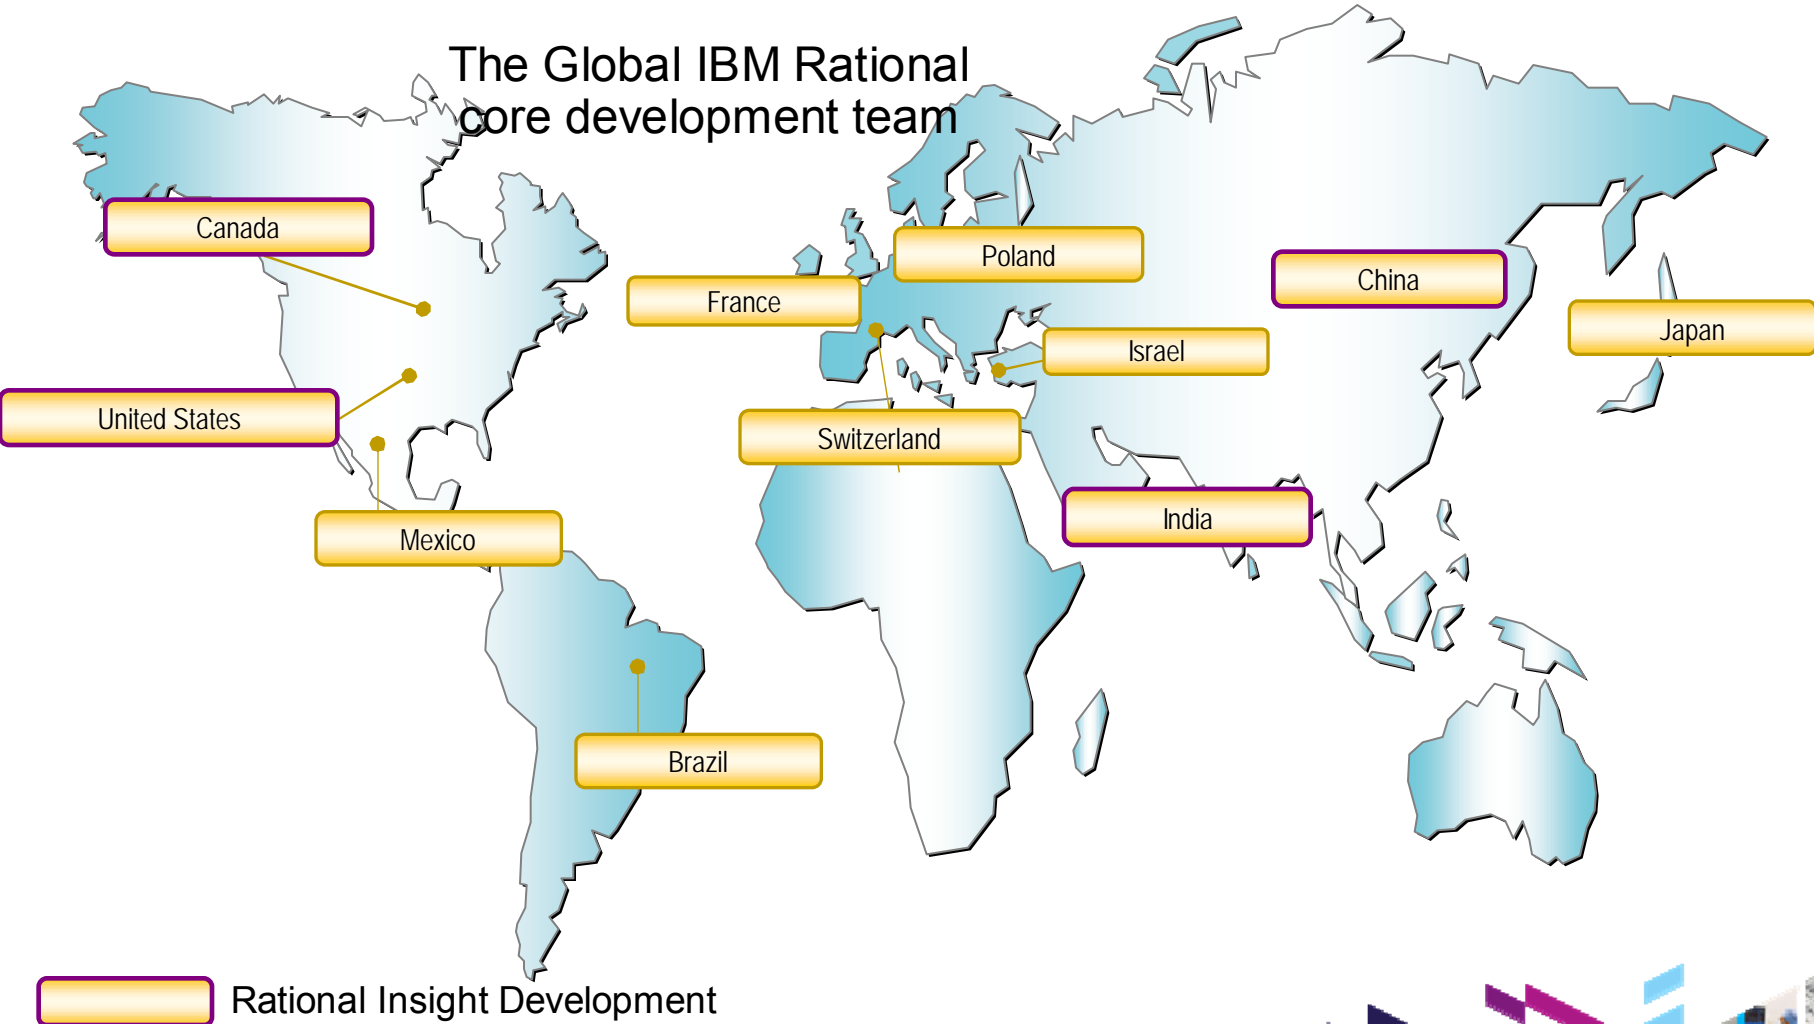 The Global IBM Rational
core development team
Canada
Poland
China
France
Japan
Israel
United States
Switzerland
India
Mexico
Brazil
Rational Insight Development